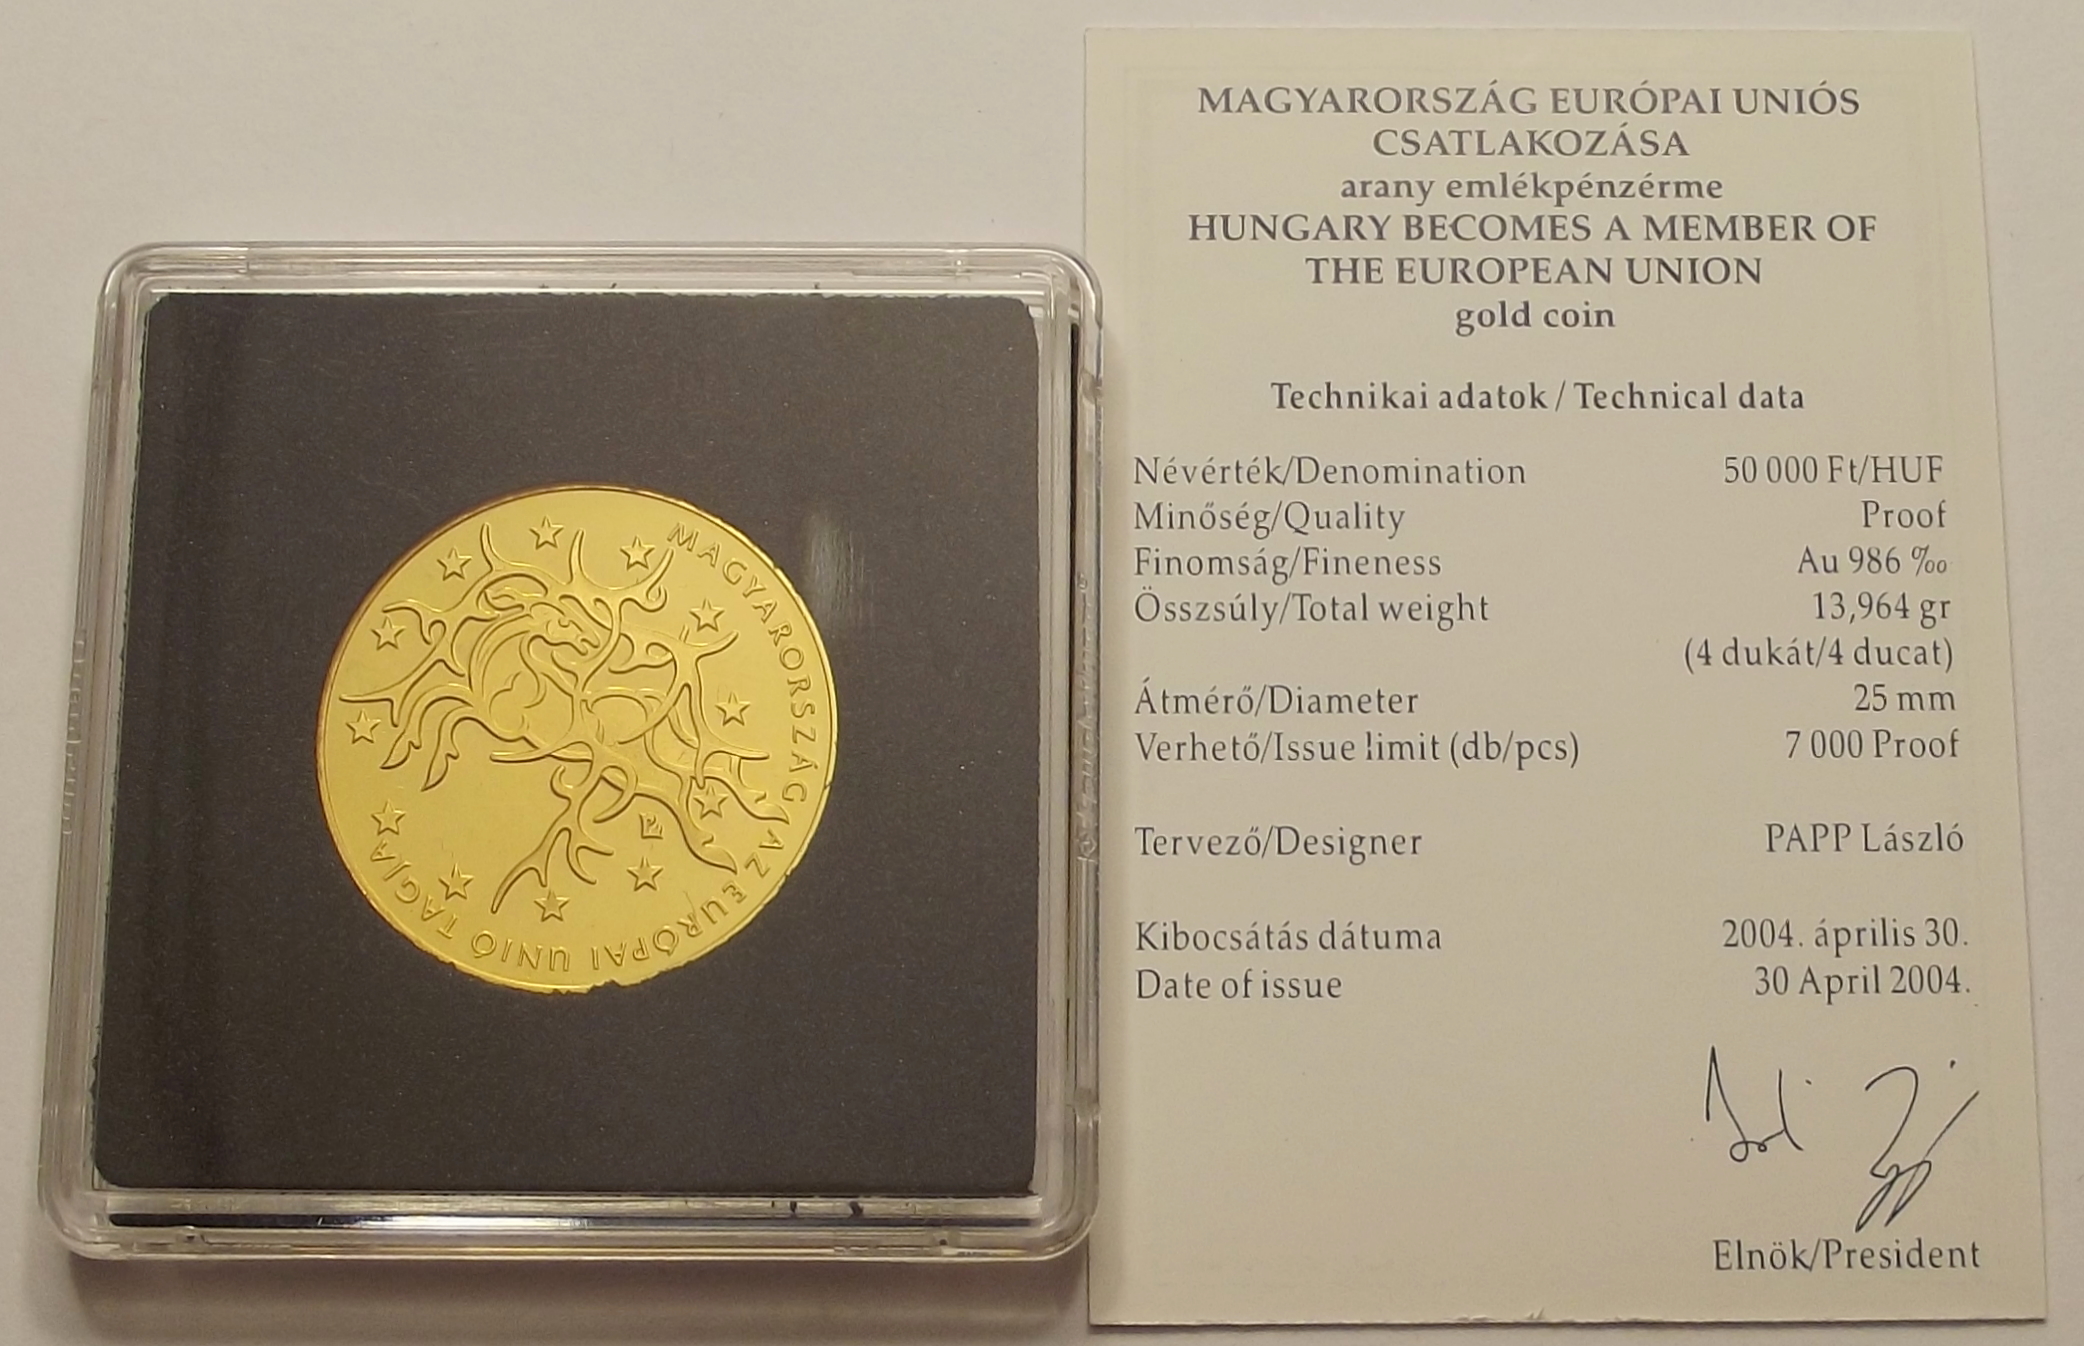 MAGYARORSZÁG AZ EURÓPAI UNIÓ TAGJA
MAGYARORSZÁG EURÓPAI UNIÓS
CSATLAKOZÁSA
arany emlékpénzérme
HUNGARY BECOMES A MEMBER OF
THE EUROPEAN UNION
gold coin
Technikai adatok / Technical data
Névérték/Denomination 50 000 Ft/HUF
Minőség/Quality Proof
Finomság/Fineness Au 986 ‰
Összsúly/Total weight 13,964 gr
(4 dukát/4 ducat)
Átmérő/Diameter 25 mm
Verhető/Issue limit (db/pcs) 7 000 Proof
Tervező/Designer PAPP László
Kibocsátás dátuma 2004. április 30.
Date of issue 30 April 2004.
Elnök/President